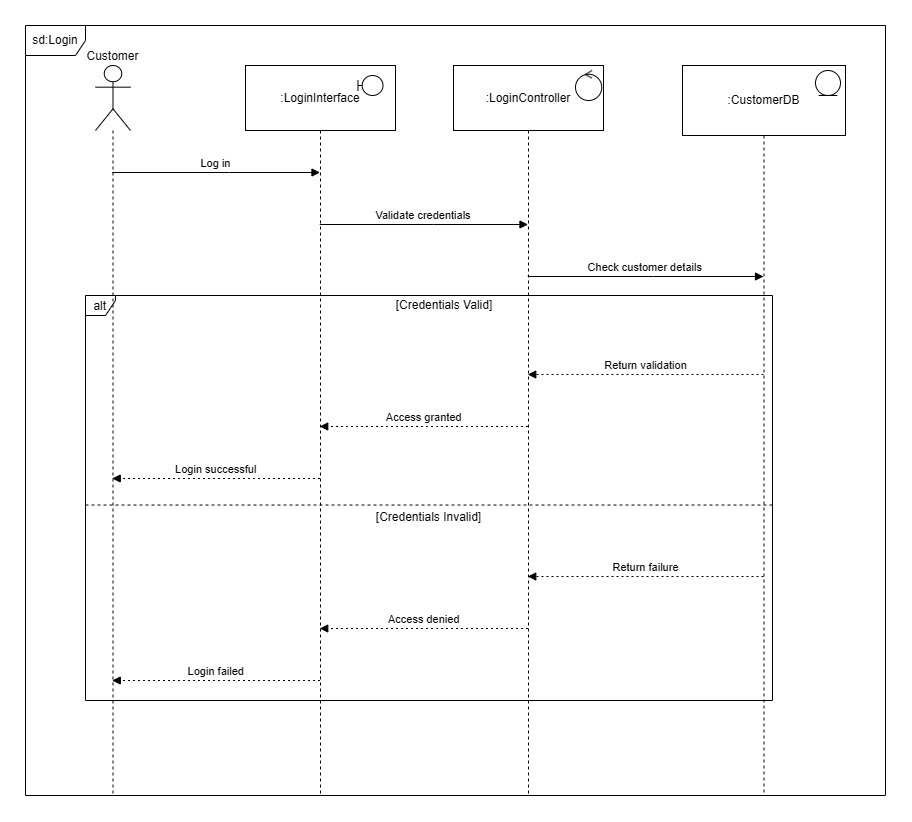 sd:Login
Customer
:LoginInterface
:LoginController
:CustomerDB
Log in
Validate credentials
Check customer details
alt
[Credentials Valid]
Return validation
Access granted
Login successful
[Credentials Invalid]
Return failure
Access denied
Login failed